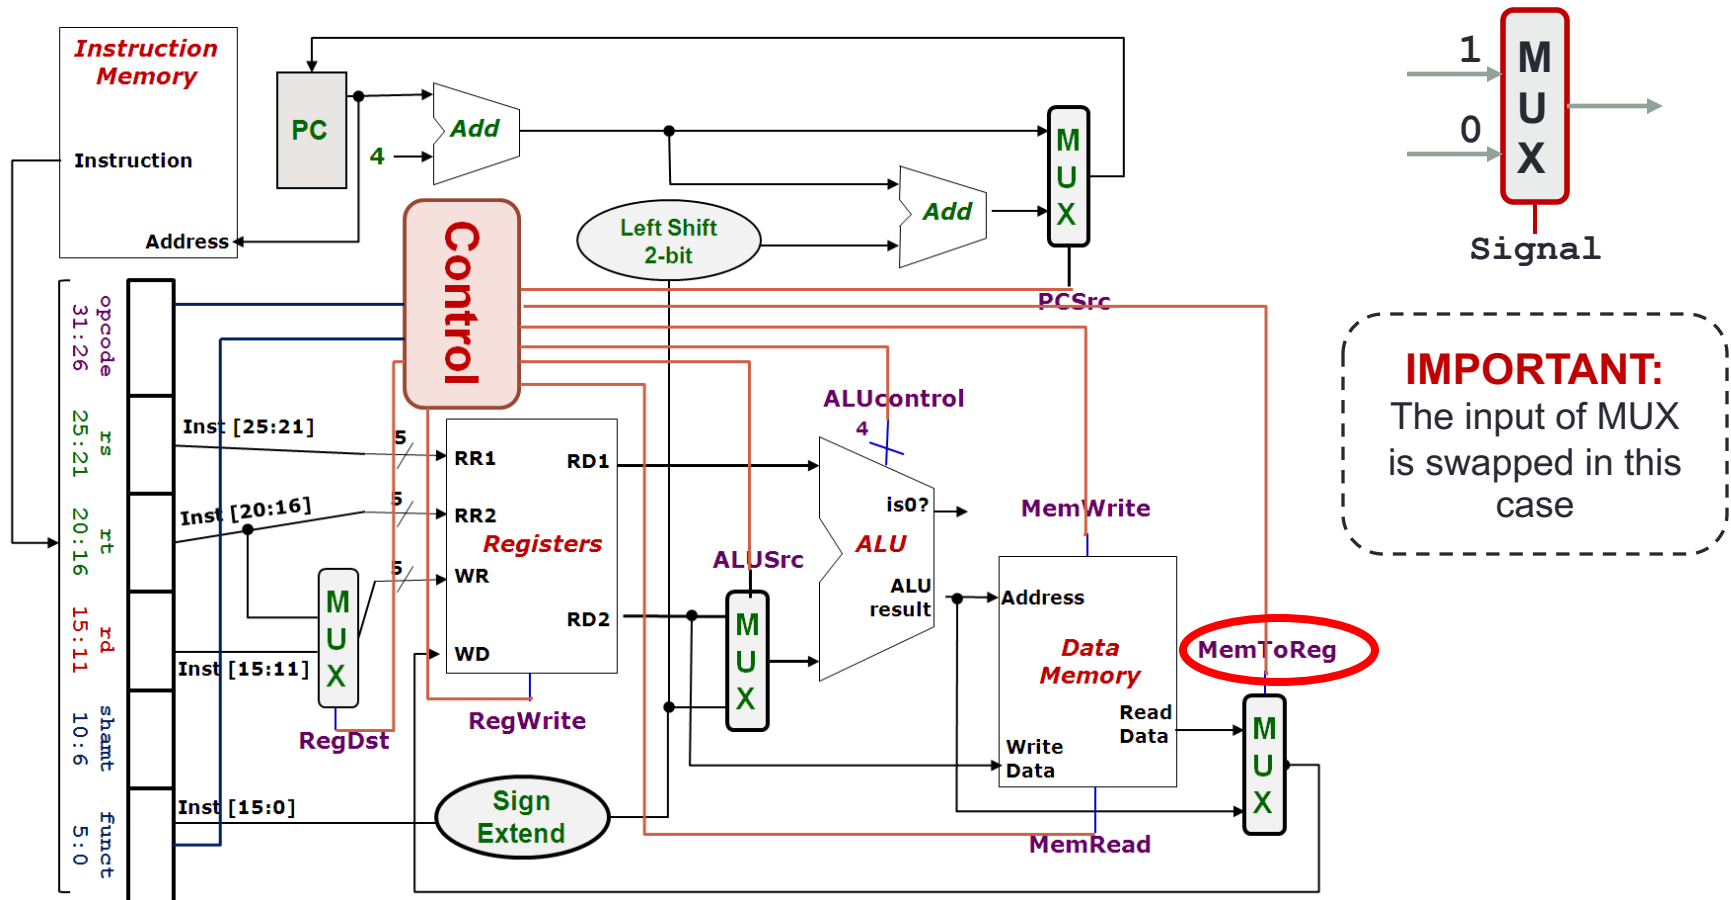 Instruction
Memory
Instruction
Address
PC
4
Add
Add
Left Shift
2-bit
M
U
X
PCSrc
Control
opcode
31:26
rs
25:21
rt
20:16
rd
15:11
shamt
10:6
funct
5:0
Inst [25:21]
5
Inst [20:16]
5
5
Inst [15:11]
Inst [15:0]
M
U
X
RegDst
RR1
RR2
WR
WD
RD1
RD2
Registers
RegWrite
Sign
Extend
ALUSrc
M
U
X
ALUcontrol
4
is0?
ALU
ALU
result
MemWrite
Address
Data
Memory
Read
Data
Write
Data
MemRead
MemToReg
M
U
X
1
0
M
U
X
Signal
IMPORTANT:
The input of MUX
is swapped in this
case